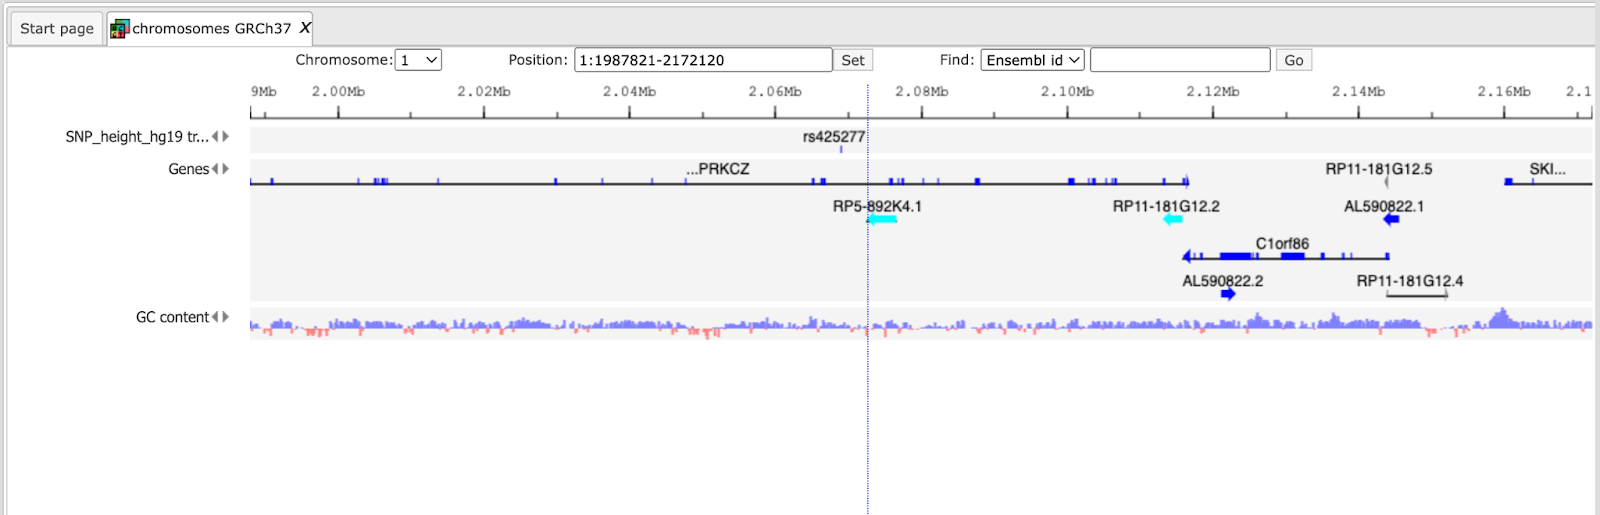 Start page chromosomes GRCh37 X
Chromosome: 1 Position: 1:1987821-2172120 Set Find: Ensembl id Go
9Mb 2.00Mb 2.02Mb 2.04Mb 2.06Mb 2.08Mb 2.10Mb 2.12Mb 2.14Mb 2.16Mb 2.1
SNP_height_hg19 tr... rs425277
Genes ...PRKCZ RP11-181G12.5 SKI...
RP5-892K4.1 RP11-181G12.2 AL590822.1
C1orf86
AL590822.2 RP11-181G12.4
GC content